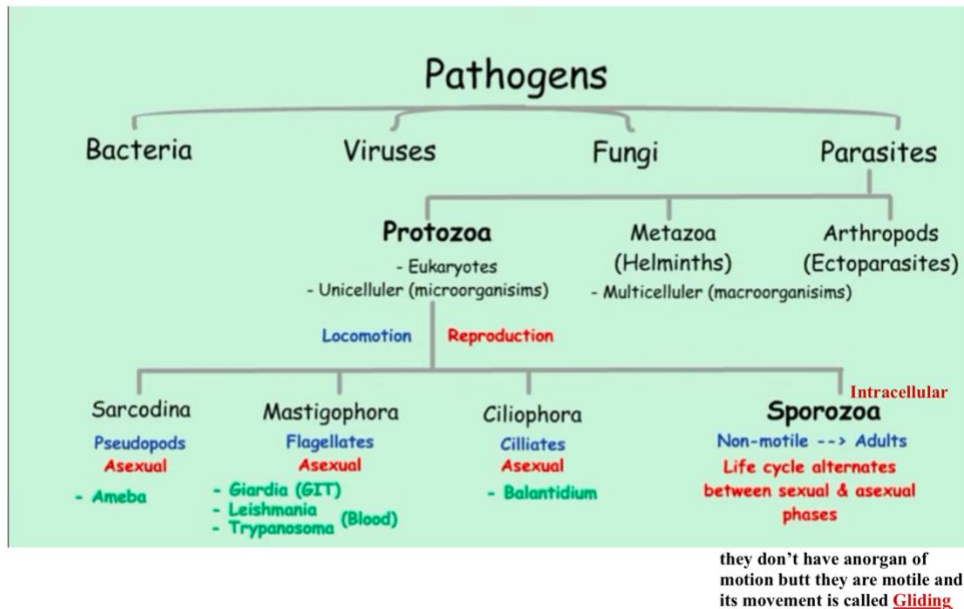 Pathogens
Bacteria Viruses Fungi Parasites
Protozoa
- Eukaryotes
- Unicelluler (microorganisims)
Metazoa
(Helminths)
- Multicelluler (macroorganisims)
Arthropods
(Ectoparasites)
Locomotion Reproduction
Sarcodina
Pseudopods
Asexual
- Ameba
Mastigophora
Flagellates
Asexual
- Giardia (GIT)
- Leishmania
- Trypanosoma
(Blood)
Ciliophora
Cilliates
Asexual
- Balantidium
Intracellular
Sporozoa
Non-motile --> Adults
Life cycle alternates
between sexual & asexual
phases
they don’t have anorgan of
motion butt they are motile and
its movement is called Gliding